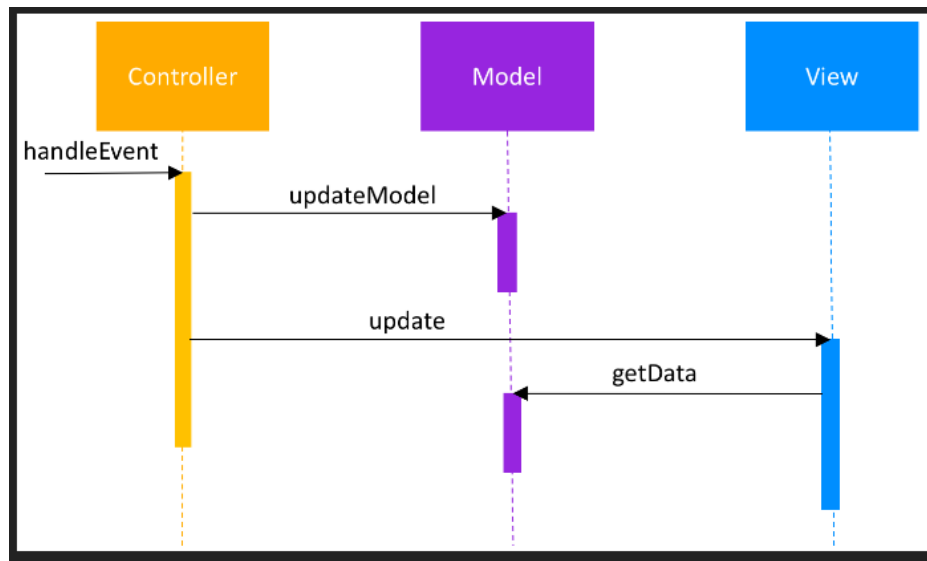 Controller
Model
View
handleEvent
updateModel
update
getData